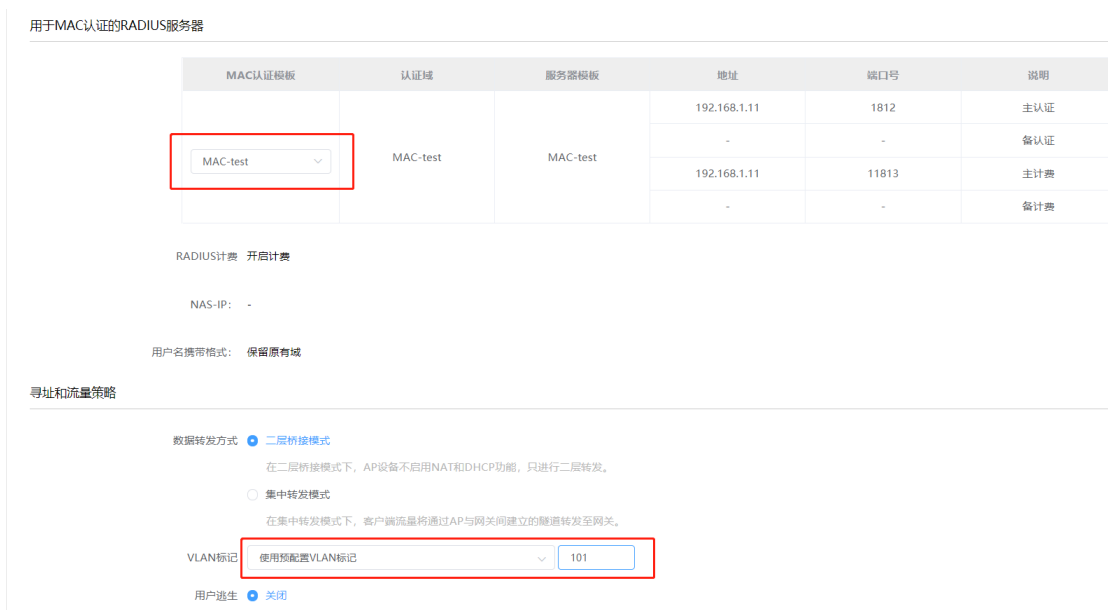 用于MAC认证的RADIUS服务器
MAC认证模板 认证域 服务器模板 地址 端口号 说明
MAC-test MAC-test MAC-test
192.168.1.11 1812 主认证
- - 备认证
192.168.1.11 11813 主计费
- - 备计费
RADIUS计费 开启计费
NAS-IP: -
用户名携带格式: 保留原有域
寻址和流量策略
数据转发方式 二层桥接模式
在二层桥接模式下，AP设备不启用NAT和DHCP功能，只进行二层转发。
集中转发模式
在集中转发模式下，客户端流量将通过AP与网关间建立的隧道转发至网关。
VLAN标记 使用预配置VLAN标记 101
用户逃生 关闭